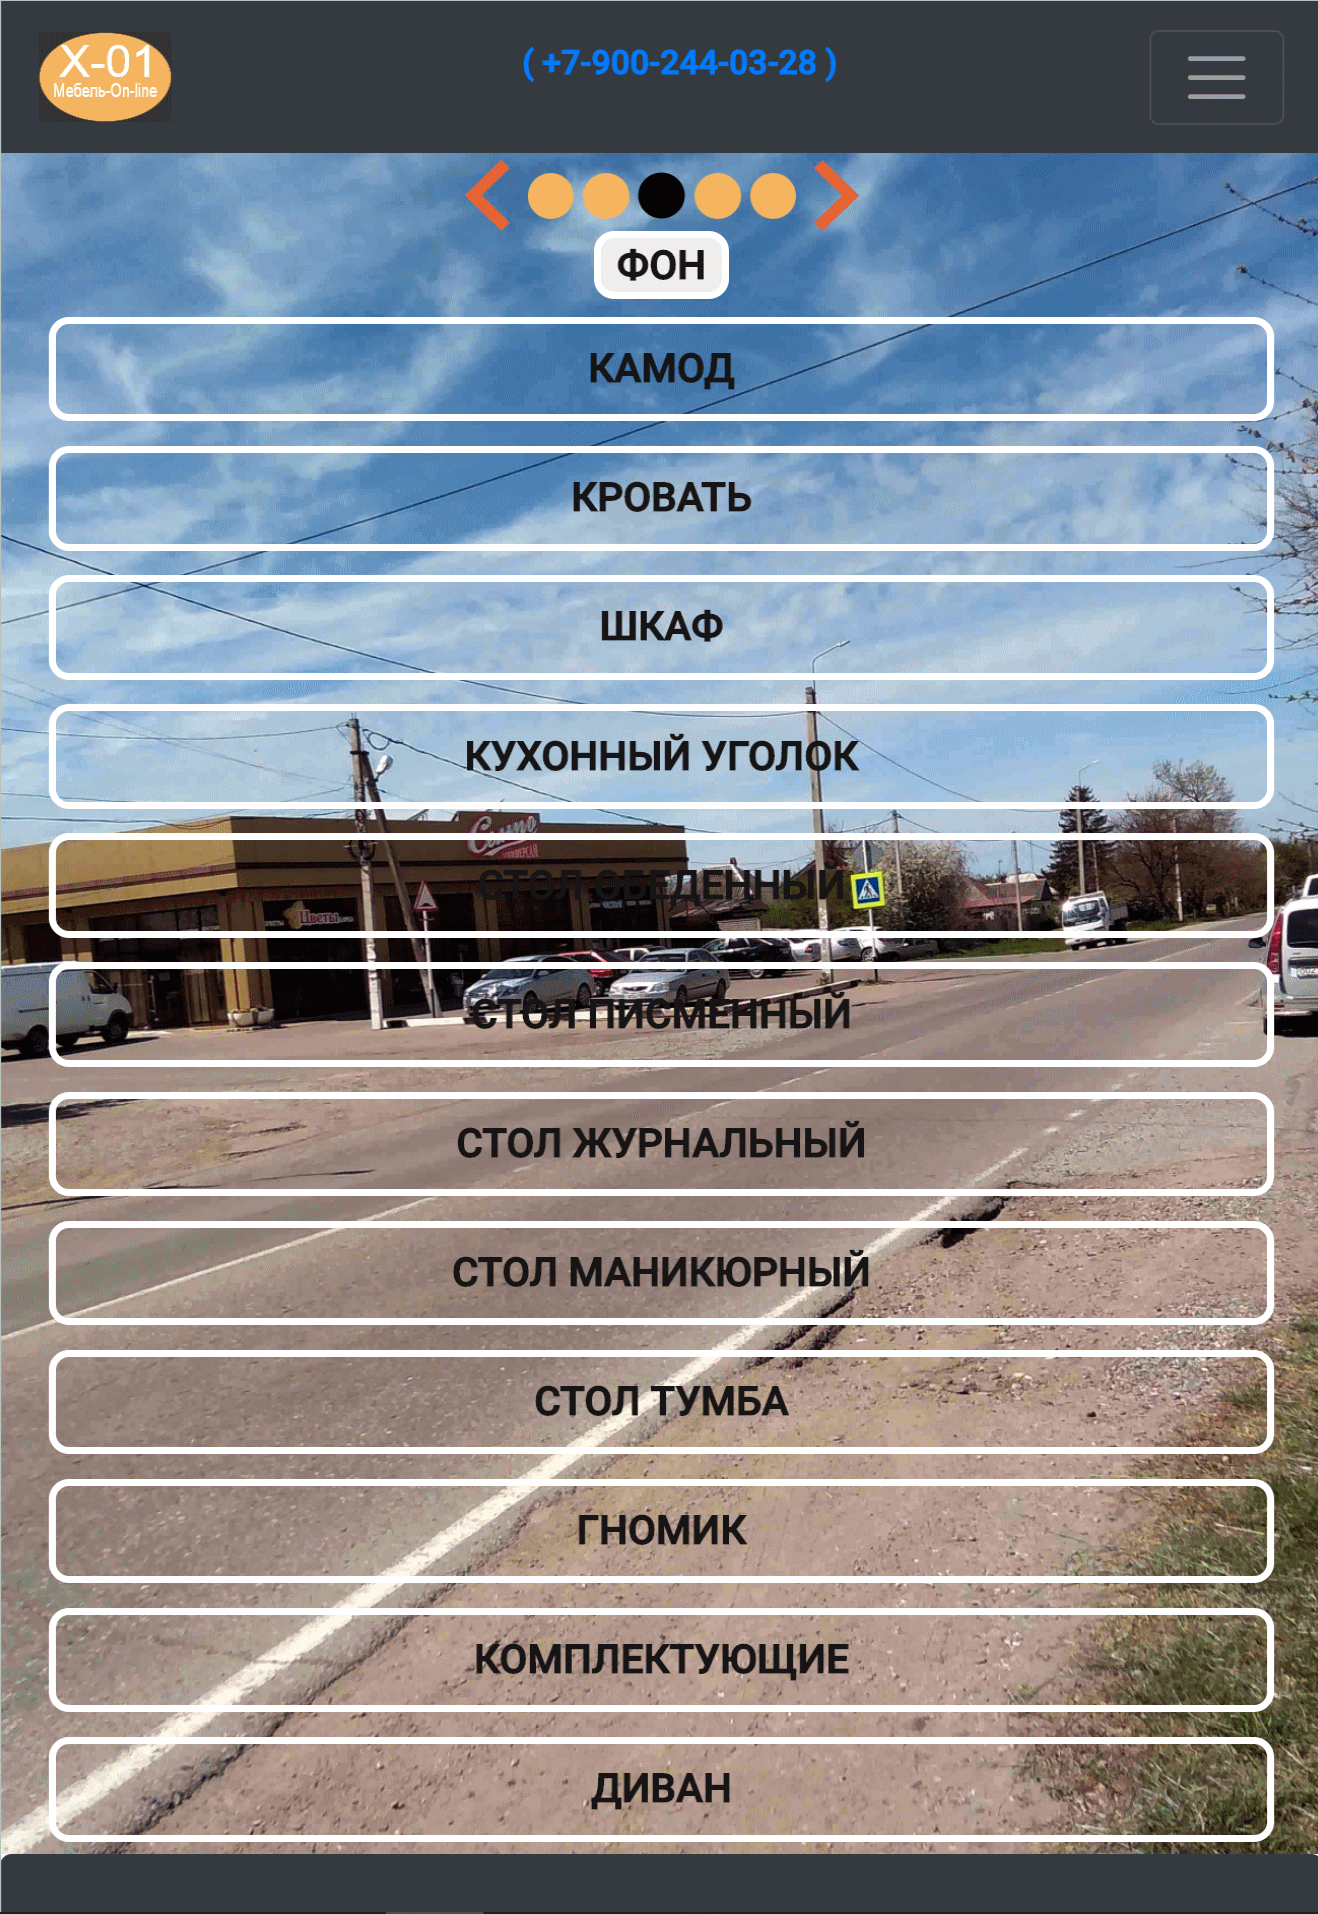 X-01
Мебель-On-line
( +7-900-244-03-28 )
ФОН
КАМОД
КРОВАТЬ
ШКАФ
КУХОННЫЙ УГОЛОК
СТОЛ ОБЕДЕННЫЙ
Цветы
СТОЛ ПИСМЕННЫЙ
СТОЛ ЖУРНАЛЬНЫЙ
СТОЛ МАНИКЮРНЫЙ
СТОЛ ТУМБА
ГНОМИК
КОМПЛЕКТУЮЩИЕ
ДИВАН